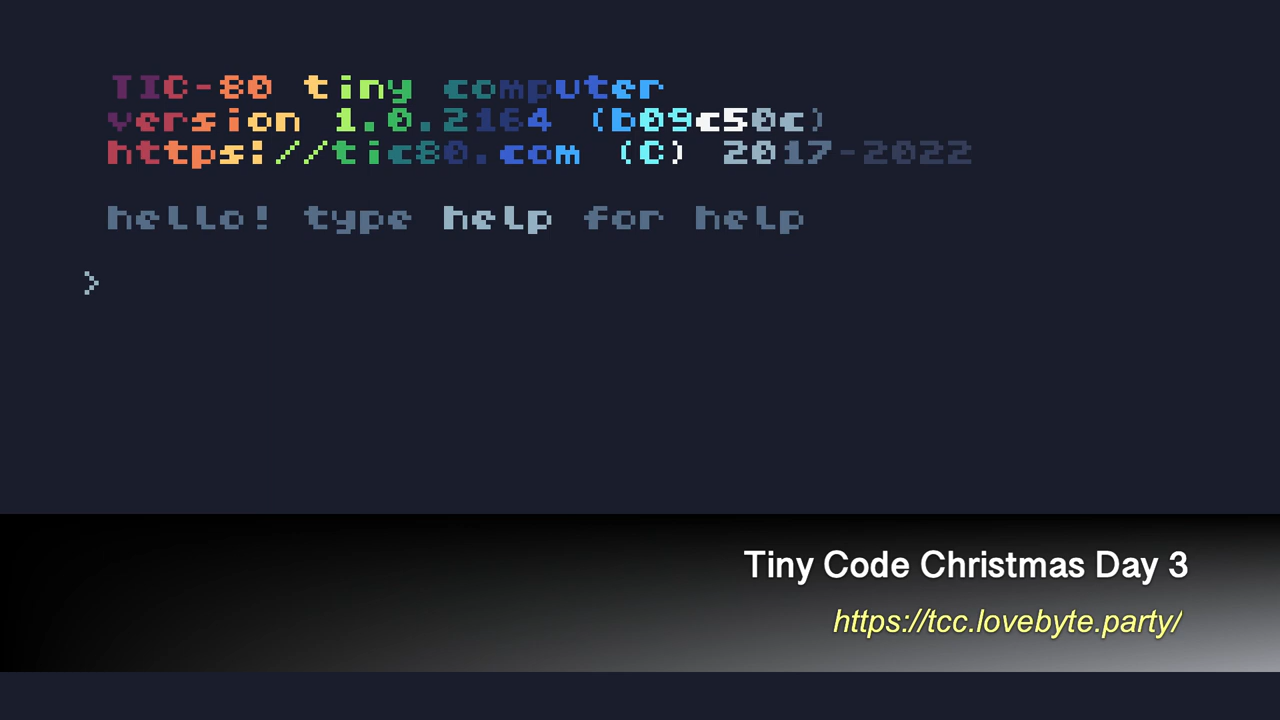 TIC-80 tiny computer
version 1.0.2164 (b09c50c)
https://tic80.com (C) 2017-2022
hello! type help for help
>
Tiny Code Christmas Day 3
https://tcc.lovebyte.party/